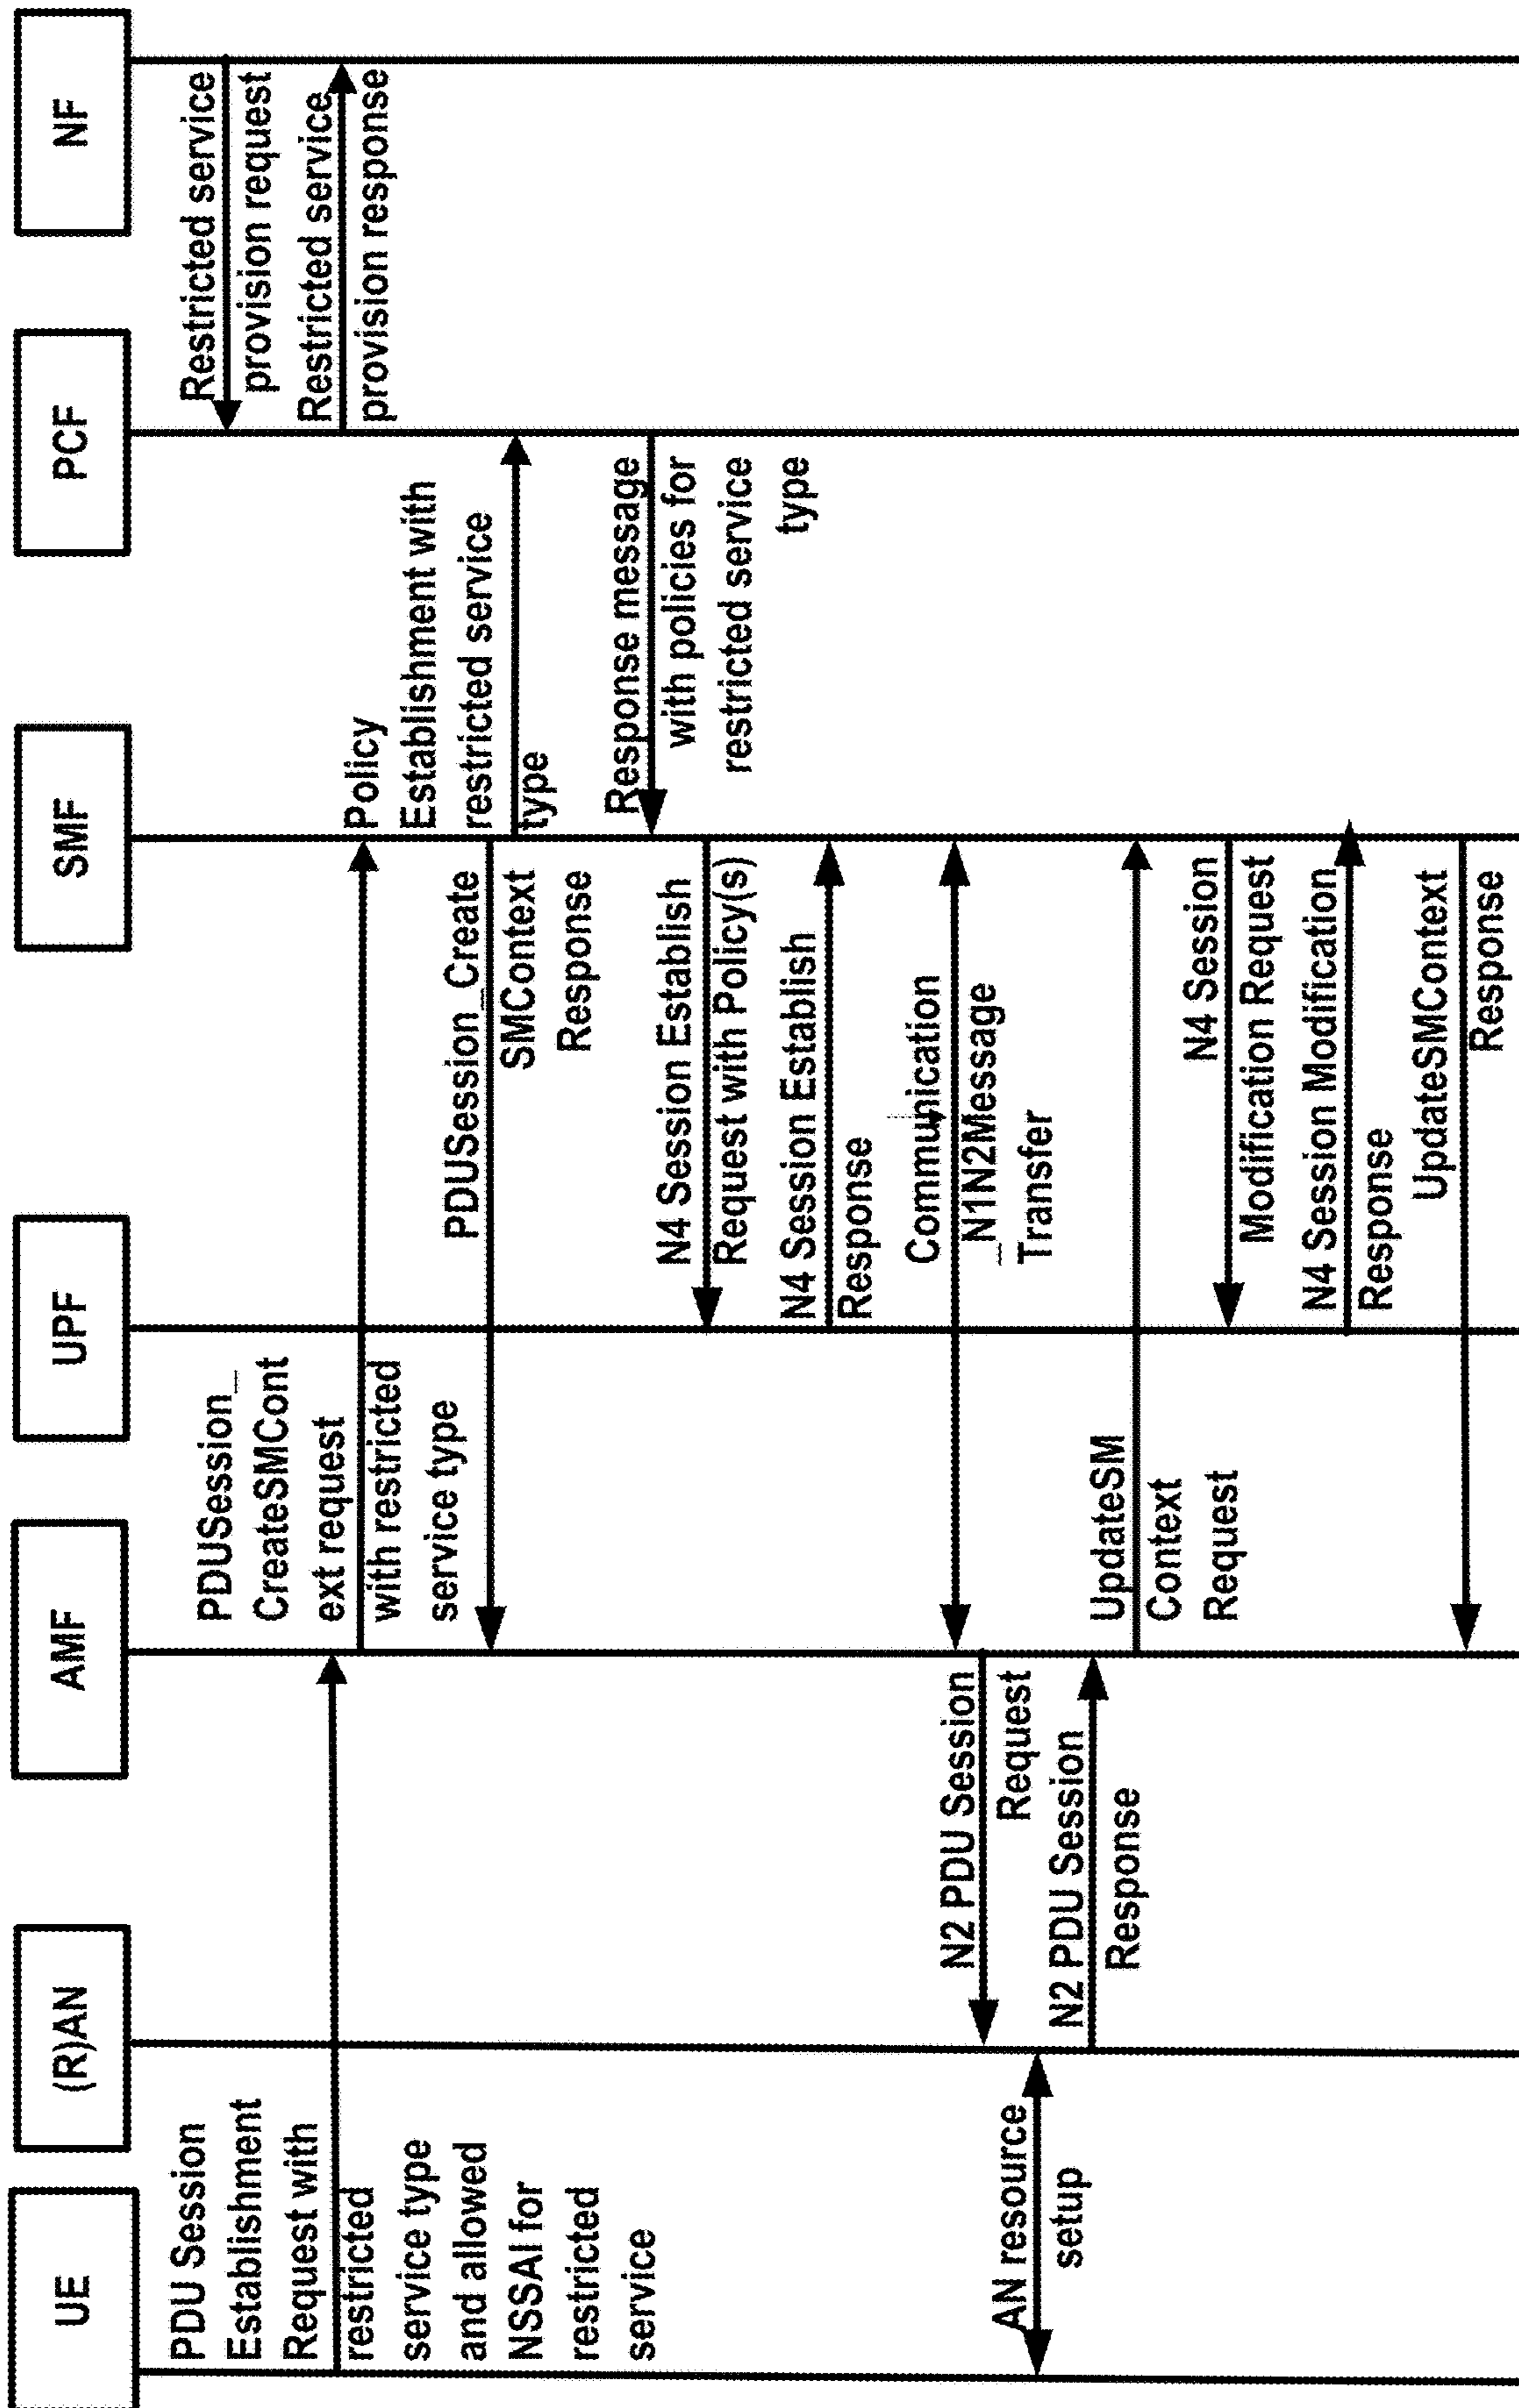 UE
(R)AN
AMF
UPF
SMF
PCF
NF
Restricted service
provision request
Restricted service
provision response
PDU Session
Establishment
Request with
restricted
service type
and allowed
NSSAI for
restricted
service
PDUSession_
CreateSMCont
ext request
with restricted
service type
Policy
Establishment with
restricted service
type
PDUSession_Create
SMContext
Response
Response message
with policies for
restricted service
type
N4 Session Establish
Request with Policy(s)
N4 Session Establish
Response
Communication
_N1N2Message
Transfer
N2 PDU Session
Request
AN resource
setup
N2 PDU Session
Response
UpdateSM
Context
Request
N4 Session
Modification Request
N4 Session Modification
Response
UpdateSMContext
Response